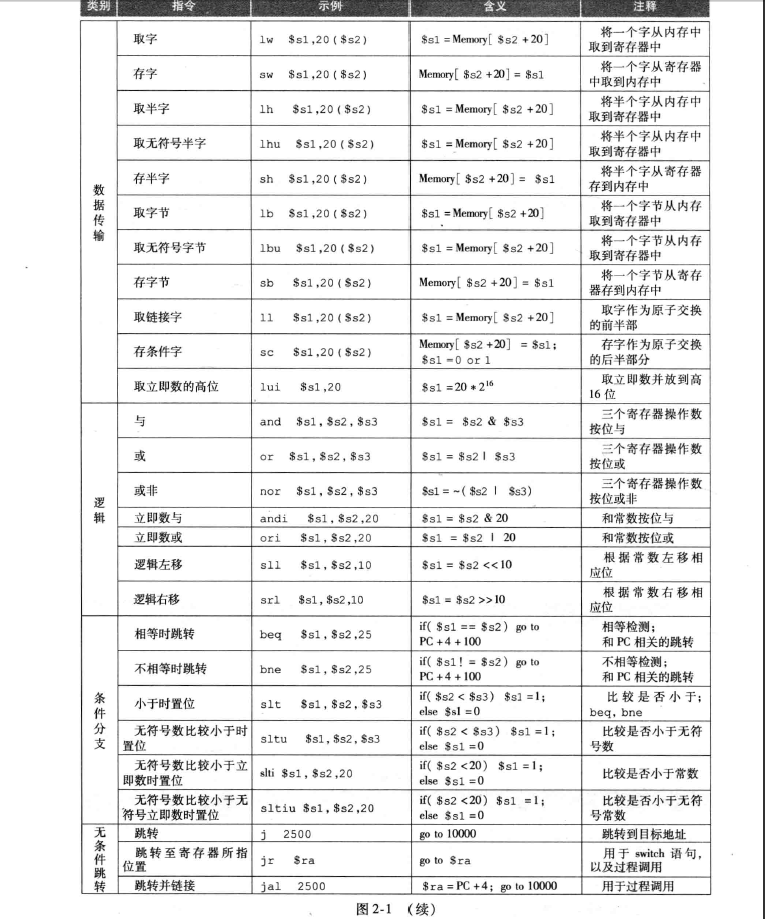 类别 指令 示例 含义 注释
数据传输
取字 lw $s1,20($s2) $s1 =Memory[ $s2 +20] 将一个字从内存中
取到寄存器中
存字 sw $s1,20($s2) Memory[ $s2 +20] = $s1 将一个字从寄存器
中取到内存中
取半字 lh $s1,20($s2) $s1 = Memory[ $s2 +20] 将半个字从内存中
取到寄存器中
取无符号半字 lhu $s1,20($s2) $s1 = Memory[ $s2 +20] 将半个字从内存中
取到寄存器中
存半字 sh $s1,20($s2) Memory[ $s2 +20] = $s1 将半个字从寄存器
存到内存中
取字节 lb $s1,20($s2) $s1 =Memory[ $s2 +20] 将一个字节从内存
取到寄存器中
取无符号字节 lbu $s1,20($s2) $s1 = Memory[ $s2 +20] 将一个字节从内存
取到寄存器中
存字节 sb $s1,20($s2) Memory[ $s2 +20] = $s1 将一个字节从寄存
器存到内存中
取链接字 ll $s1,20($s2) $s1 = Memory[ $s2 +20] 取字作为原子交换
的前半部
存条件字 sc $s1,20($s2) Memory[ $s2 +20] = $s1; 存字作为原子交换
$s1 =0 or 1 的后半部分
取立即数的高位 lui $s1,20 $s1 =20 * 2^16 取立即数并放到高
16 位
逻辑
与 and $s1,$s2,$s3 $s1 = $s2 & $s3 三个寄存器操作数
按位与
或 or $s1,$s2,$s3 $s1 = $s2 | $s3 三个寄存器操作数
按位或
或非 nor $s1,$s2,$s3 $s1 = ~( $s2 | $s3) 三个寄存器操作数
按位或非
立即数与 andi $s1,$s2,20 $s1 = $s2 & 20 和常数按位与
立即数或 ori $s1,$s2,20 $s1 = $s2 | 20 和常数按位或
逻辑左移 sll $s1,$s2,10 $s1 = $s2 <<10 根据常数左移相
应位
逻辑右移 srl $s1,$s2,10 $s1 = $s2 >>10 根据常数右移相
应位
条件分支
相等时跳转 beq $s1,$s2,25 if( $s1 == $s2) go to 相等检测;
PC +4 +100 和 PC 相关的跳转
不相等时跳转 bne $s1,$s2,25 if( $s1! = $s2) go to 不相等检测;
PC +4 +100 和 PC 相关的跳转
小于时置位 slt $s1,$s2,$s3 if( $s2 < $s3) $s1 =1; 比较是否小于;
else $s1 =0 beq, bne
无符号数比较小于时 sltu $s1,$s2,$s3 if( $s2 < $s3) $s1 =1; 比较是否小于无符
置位 else $s1 =0 号数
无符号数比较小于立 slti $s1,$s2,20 if( $s2 <20) $s1 =1; 比较是否小于常数
即数时置位 else $s1 =0
无符号数比较小于无 sltiu $s1,$s2,20 if( $s2 <20) $s1 =1; 比较是否小于无符
符号立即数时置位 else $s1 =0 号常数
无条件跳转
跳转 j 2500 go to 10000 跳转到目标地址
跳转至寄存器所指 jr $ra go to $ra 用于 switch 语句,
位置 以及过程调用
跳转并链接 jal 2500 $ra =PC +4; go to 10000 用于过程调用
图 2-1 (续)